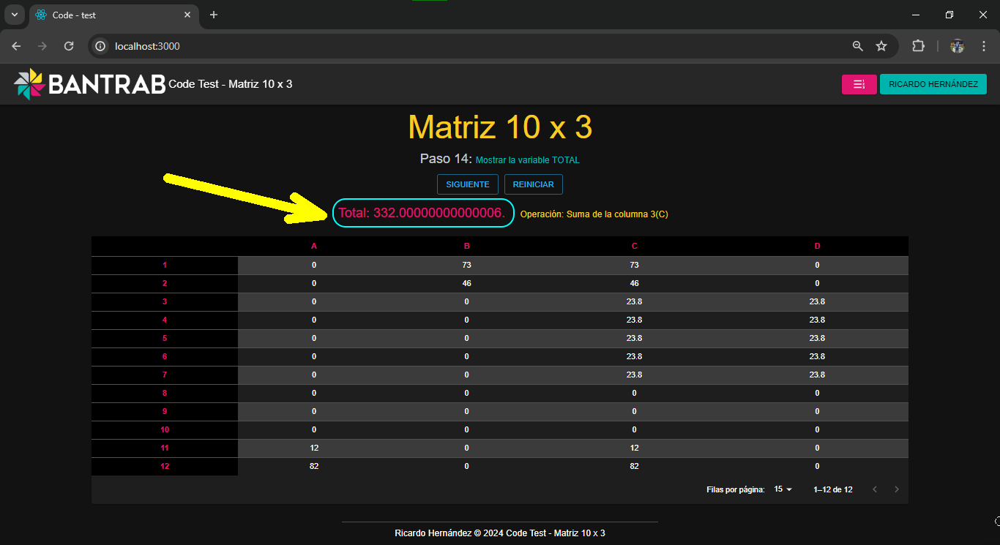 Code - test
localhost:3000
BANTRAB Code Test - Matriz 10 x 3 RICARDO HERNÁNDEZ
Matriz 10 x 3
Paso 14: Mostrar la variable TOTAL
SIGUIENTE REINICIAR
Total: 332.00000000000006. Operación: Suma de la columna 3(C)
A B C D
1 0 73 73 0
2 0 46 46 0
3 0 0 23.8 23.8
4 0 0 23.8 23.8
5 0 0 23.8 23.8
6 0 0 23.8 23.8
7 0 0 23.8 23.8
8 0 0 0 0
9 0 0 0 0
10 0 0 0 0
11 12 0 12 0
12 82 0 82 0
Filas por página: 15 1–12 de 12
Ricardo Hernández © 2024 Code Test - Matriz 10 x 3